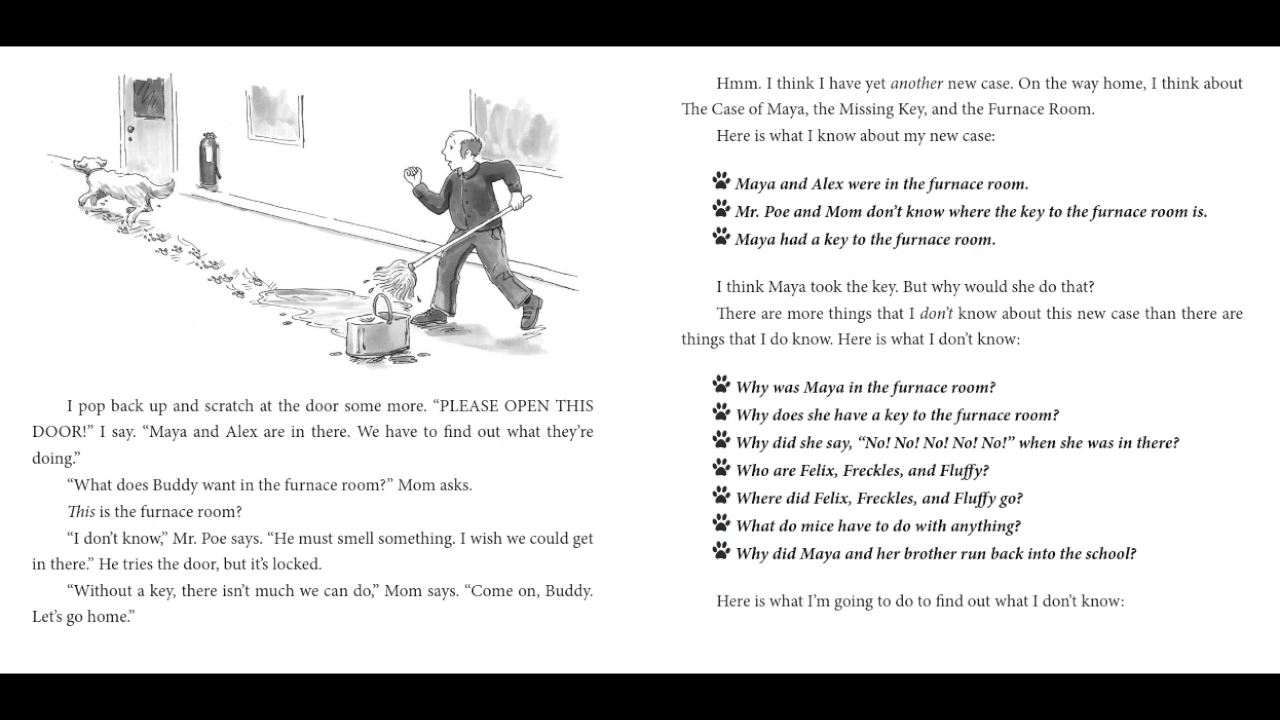 I pop back up and scratch at the door some more. “PLEASE OPEN THIS
DOOR!” I say. “Maya and Alex are in there. We have to find out what they’re
doing.”
“What does Buddy want in the furnace room?” Mom asks.
This is the furnace room?
“I don’t know,” Mr. Poe says. “He must smell something. I wish we could get
in there.” He tries the door, but it’s locked.
“Without a key, there isn’t much we can do,” Mom says. “Come on, Buddy.
Let’s go home.”
Hmm. I think I have yet another new case. On the way home, I think about
The Case of Maya, the Missing Key, and the Furnace Room.
Here is what I know about my new case:
Maya and Alex were in the furnace room.
Mr. Poe and Mom don’t know where the key to the furnace room is.
Maya had a key to the furnace room.
I think Maya took the key. But why would she do that?
There are more things that I don’t know about this new case than there are
things that I do know. Here is what I don’t know:
Why was Maya in the furnace room?
Why does she have a key to the furnace room?
Why did she say, “No! No! No! No! No!” when she was in there?
Who are Felix, Freckles, and Fluffy?
Where did Felix, Freckles, and Fluffy go?
What do mice have to do with anything?
Why did Maya and her brother run back into the school?
Here is what I’m going to do to find out what I don’t know: